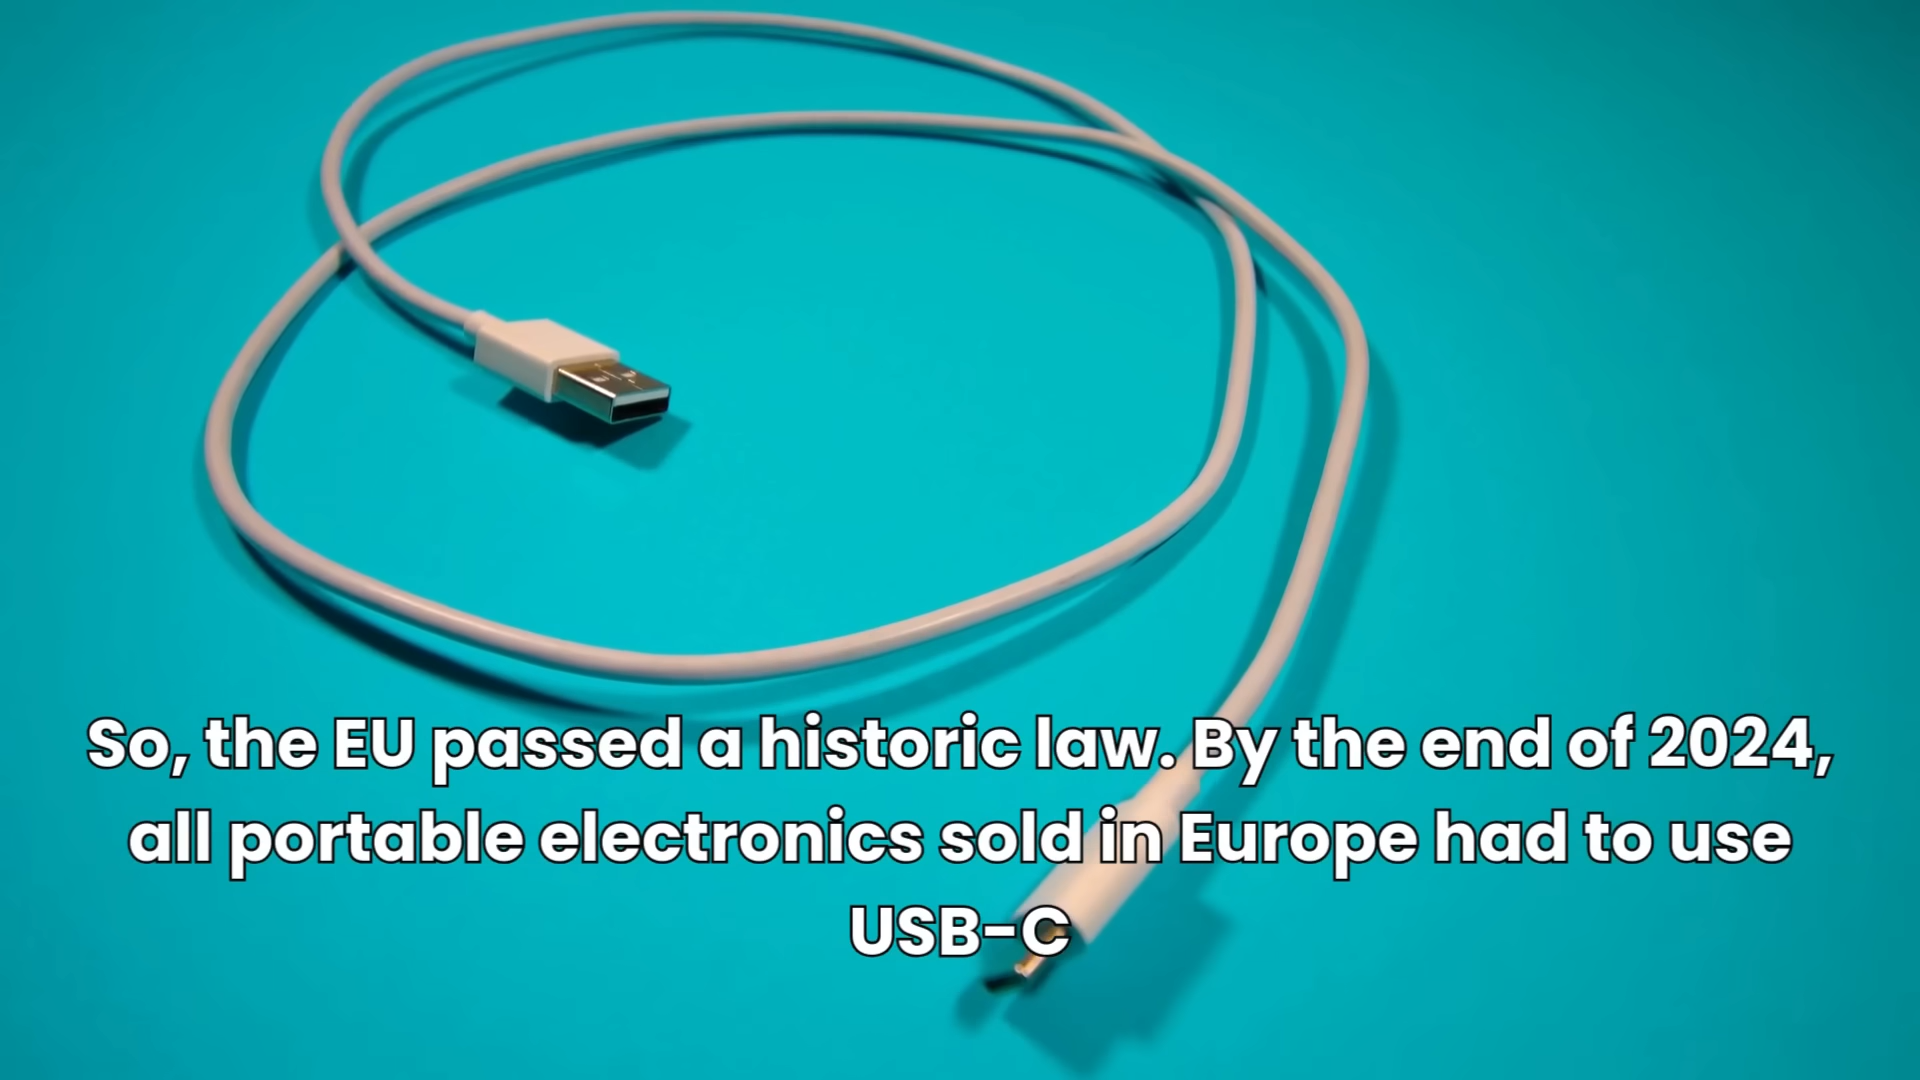 So, the EU passed a historic law. By the end of 2024,
all portable electronics sold in Europe had to use
USB-C